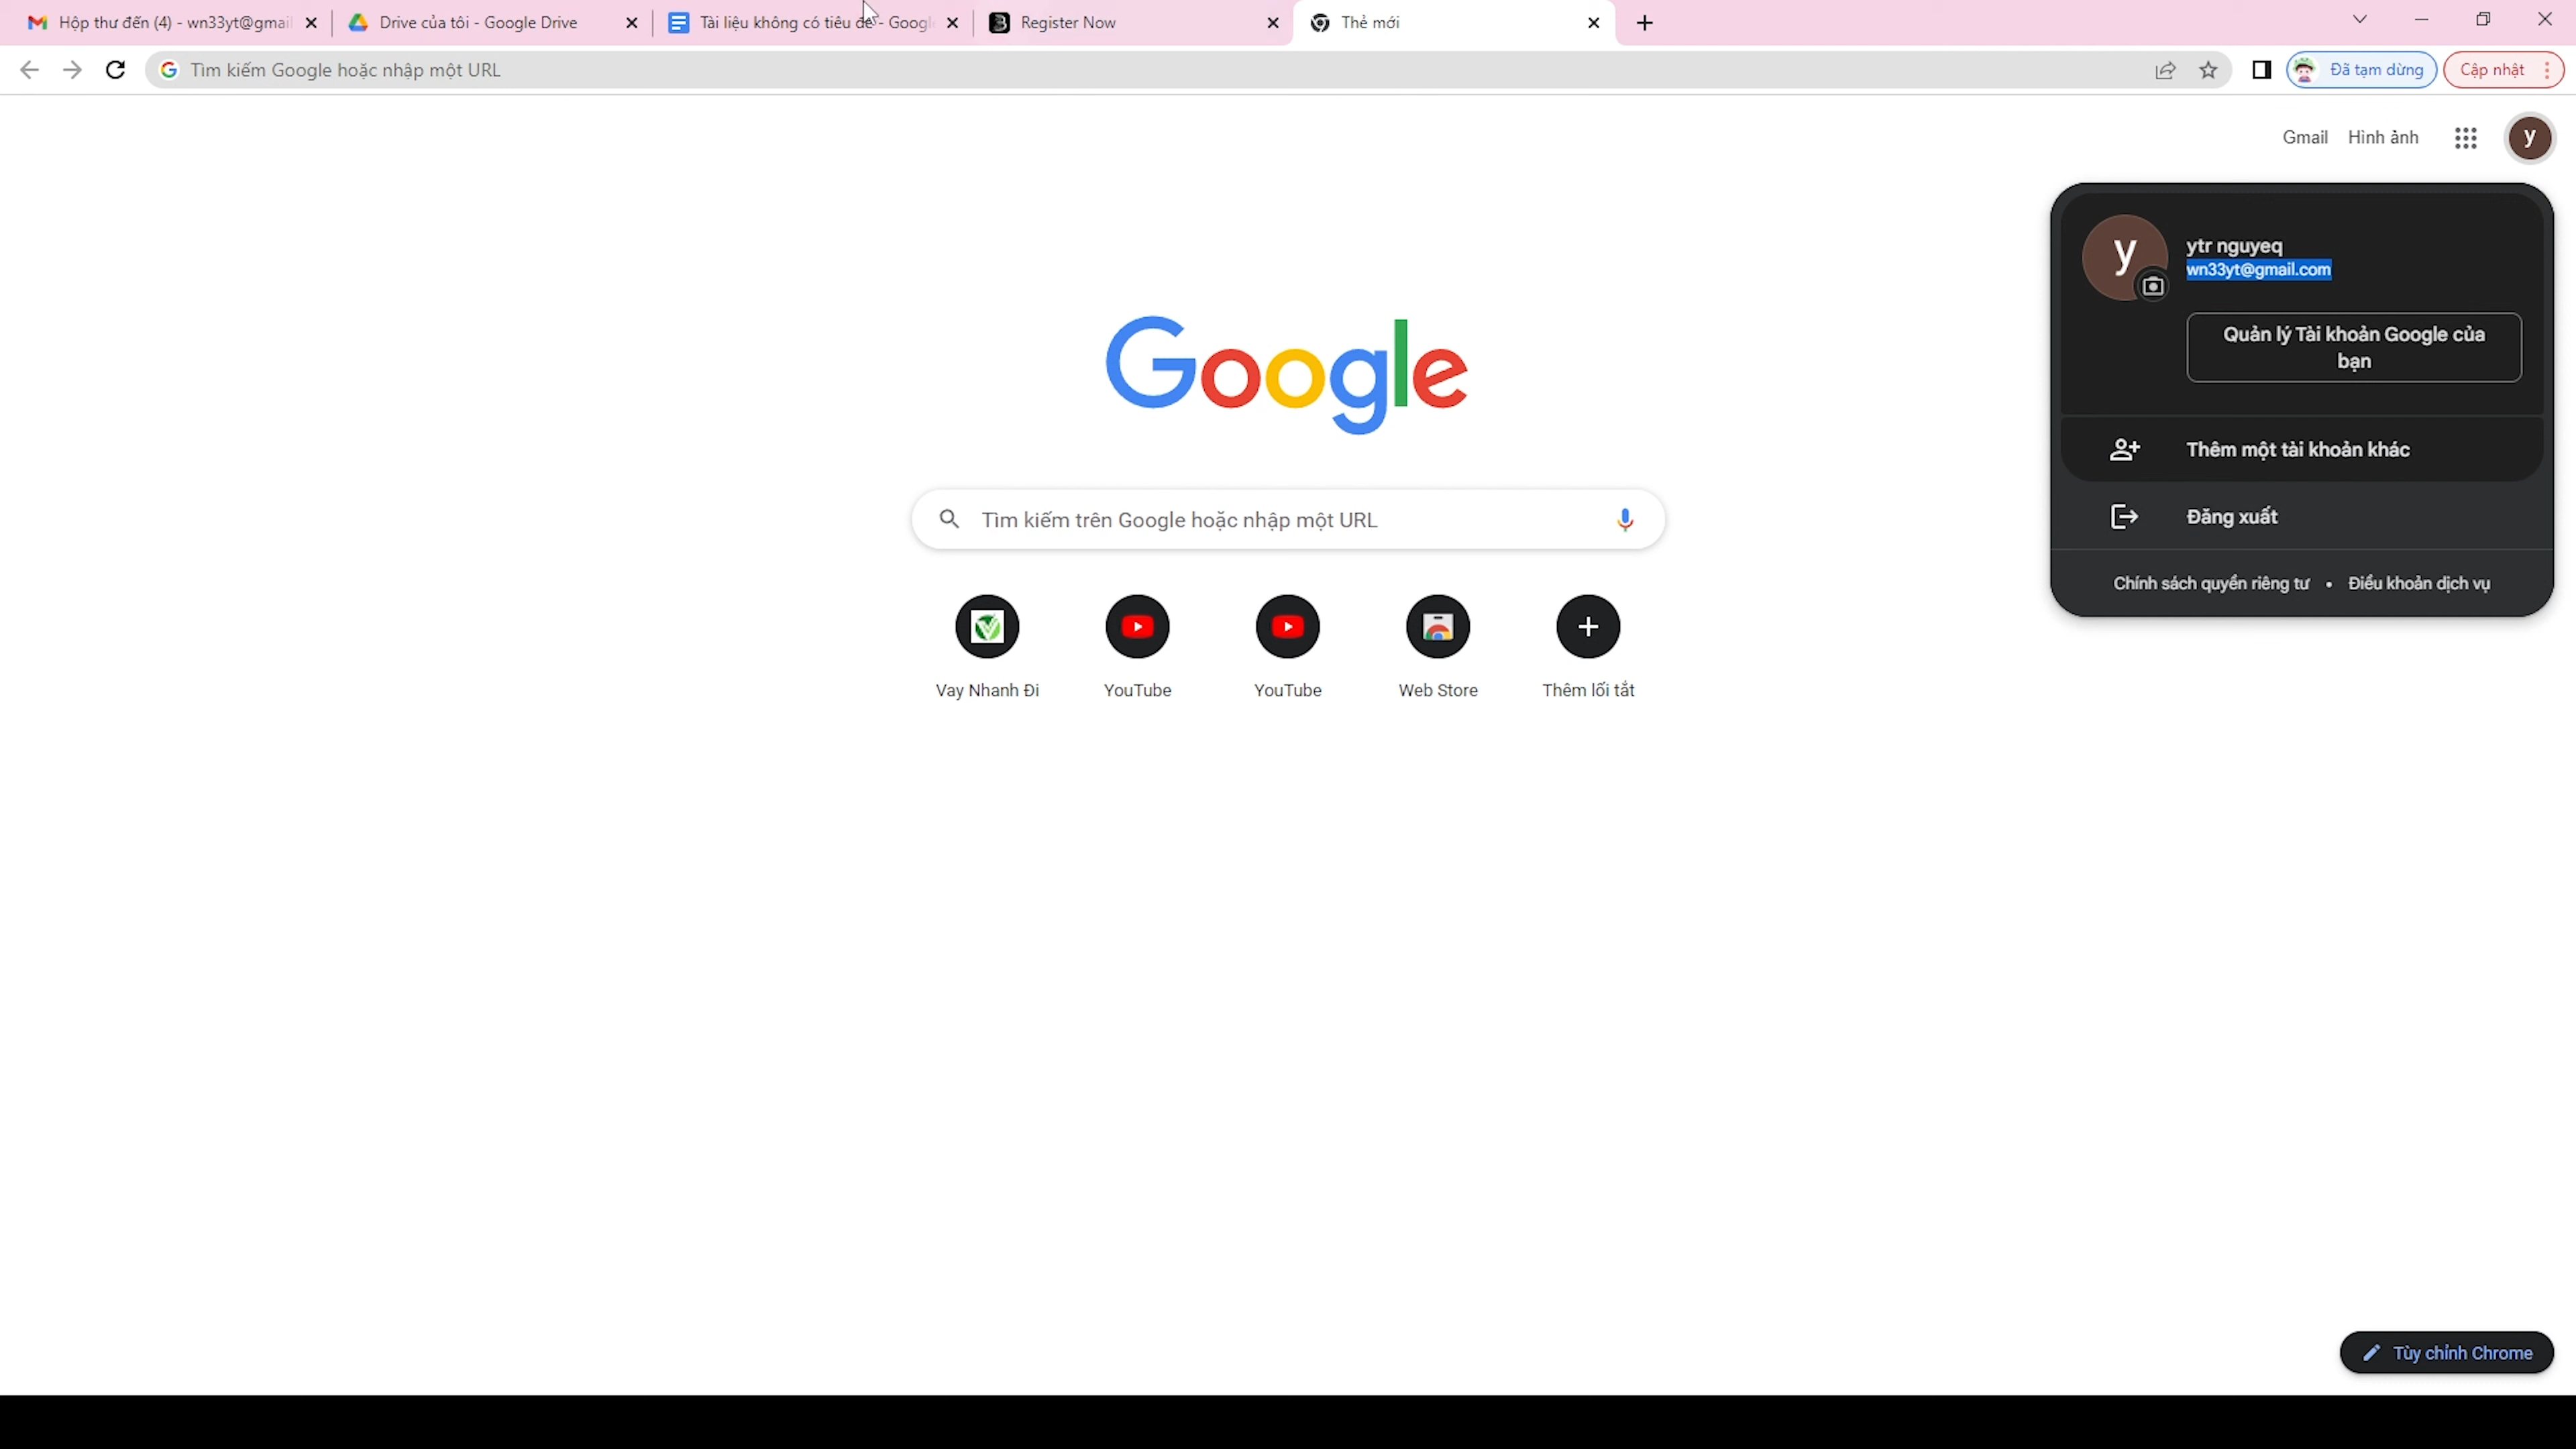 Hộp thư đến (4) - wn33yt@gmai
Drive của tôi - Google Drive
Tài liệu không có tiêu đề - Googl
Register Now
Thẻ mới
Tìm kiếm Google hoặc nhập một URL
Đã tạm dừng
Cập nhật
Gmail
Hình ảnh
y
y
ytr nguyeq
wn33yt@gmail.com
Quản lý Tài khoản Google của
bạn
Thêm một tài khoản khác
Đăng xuất
Chính sách quyền riêng tư • Điều khoản dịch vụ
Google
Tìm kiếm trên Google hoặc nhập một URL
Vay Nhanh Đi
YouTube
YouTube
Web Store
Thêm lối tắt
Tùy chỉnh Chrome